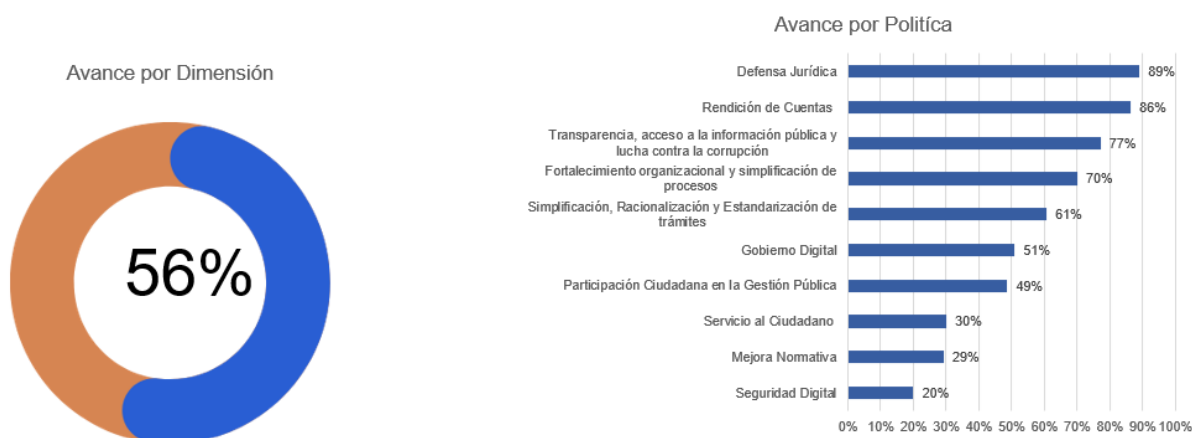 Avance por Dimensión
56%
Avance por Politíca
Defensa Jurídica 89%
Rendición de Cuentas 86%
Transparencia, acceso a la información pública y
lucha contra la corrupción 77%
Fortalecimiento organizacional y simplificación de
procesos 70%
Simplificación, Racionalización y Estandarización de
trámites 61%
Gobierno Digital 51%
Participación Ciudadana en la Gestión Pública 49%
Servicio al Ciudadano 30%
Mejora Normativa 29%
Seguridad Digital 20%
0% 10% 20% 30% 40% 50% 60% 70% 80% 90% 100%